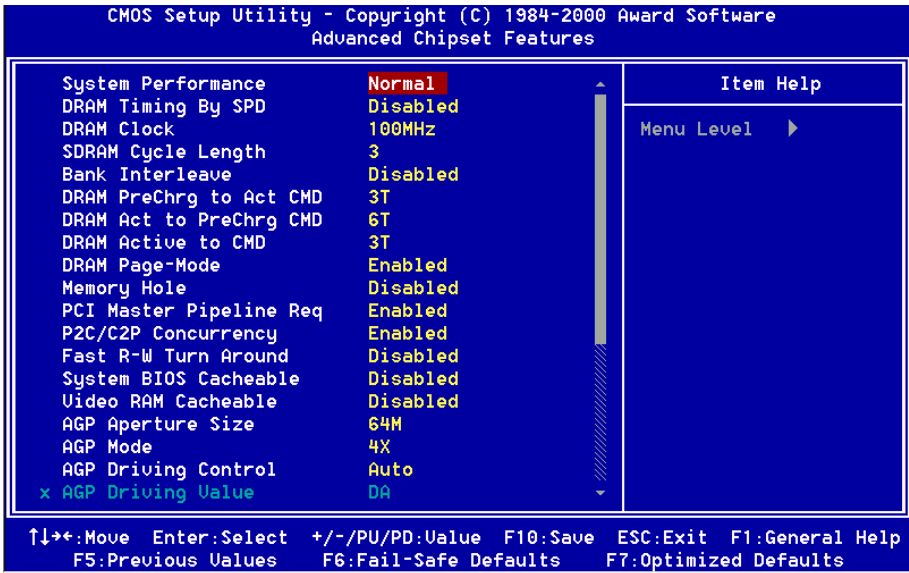 CMOS Setup Utility - Copyright (C) 1984-2000 Award Software
Advanced Chipset Features
System Performance Normal
DRAM Timing By SPD Disabled
DRAM Clock 100MHz
SDRAM Cycle Length 3
Bank Interleave Disabled
DRAM PreChrg to Act CMD 3T
DRAM Act to PreChrg CMD 6T
DRAM Active to CMD 3T
DRAM Page-Mode Enabled
Memory Hole Disabled
PCI Master Pipeline Req Enabled
P2C/C2P Concurrency Enabled
Fast R-W Turn Around Disabled
System BIOS Cacheable Disabled
Video RAM Cacheable Disabled
AGP Aperture Size 64M
AGP Mode 4X
AGP Driving Control Auto
x AGP Driving Value DA
Item Help
Menu Level
↑↓→←:Move Enter:Select +/-/PU/PD:Value F10:Save ESC:Exit F1:General Help
F5:Previous Values F6:Fail-Safe Defaults F7:Optimized Defaults